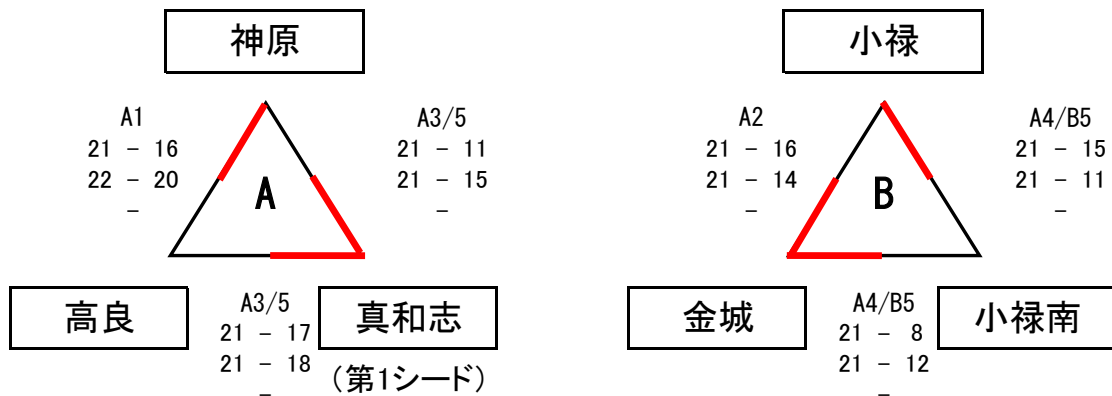 神原
A1
21 - 16
22 - 20
-
A3/5
21 - 11
21 - 15
-
A
高良
A3/5
21 - 17
21 - 18
-
真和志
(第1シード)
小禄
A2
21 - 16
21 - 14
-
A4/B5
21 - 15
21 - 11
-
B
金城
A4/B5
21 - 8
21 - 12
-
小禄南